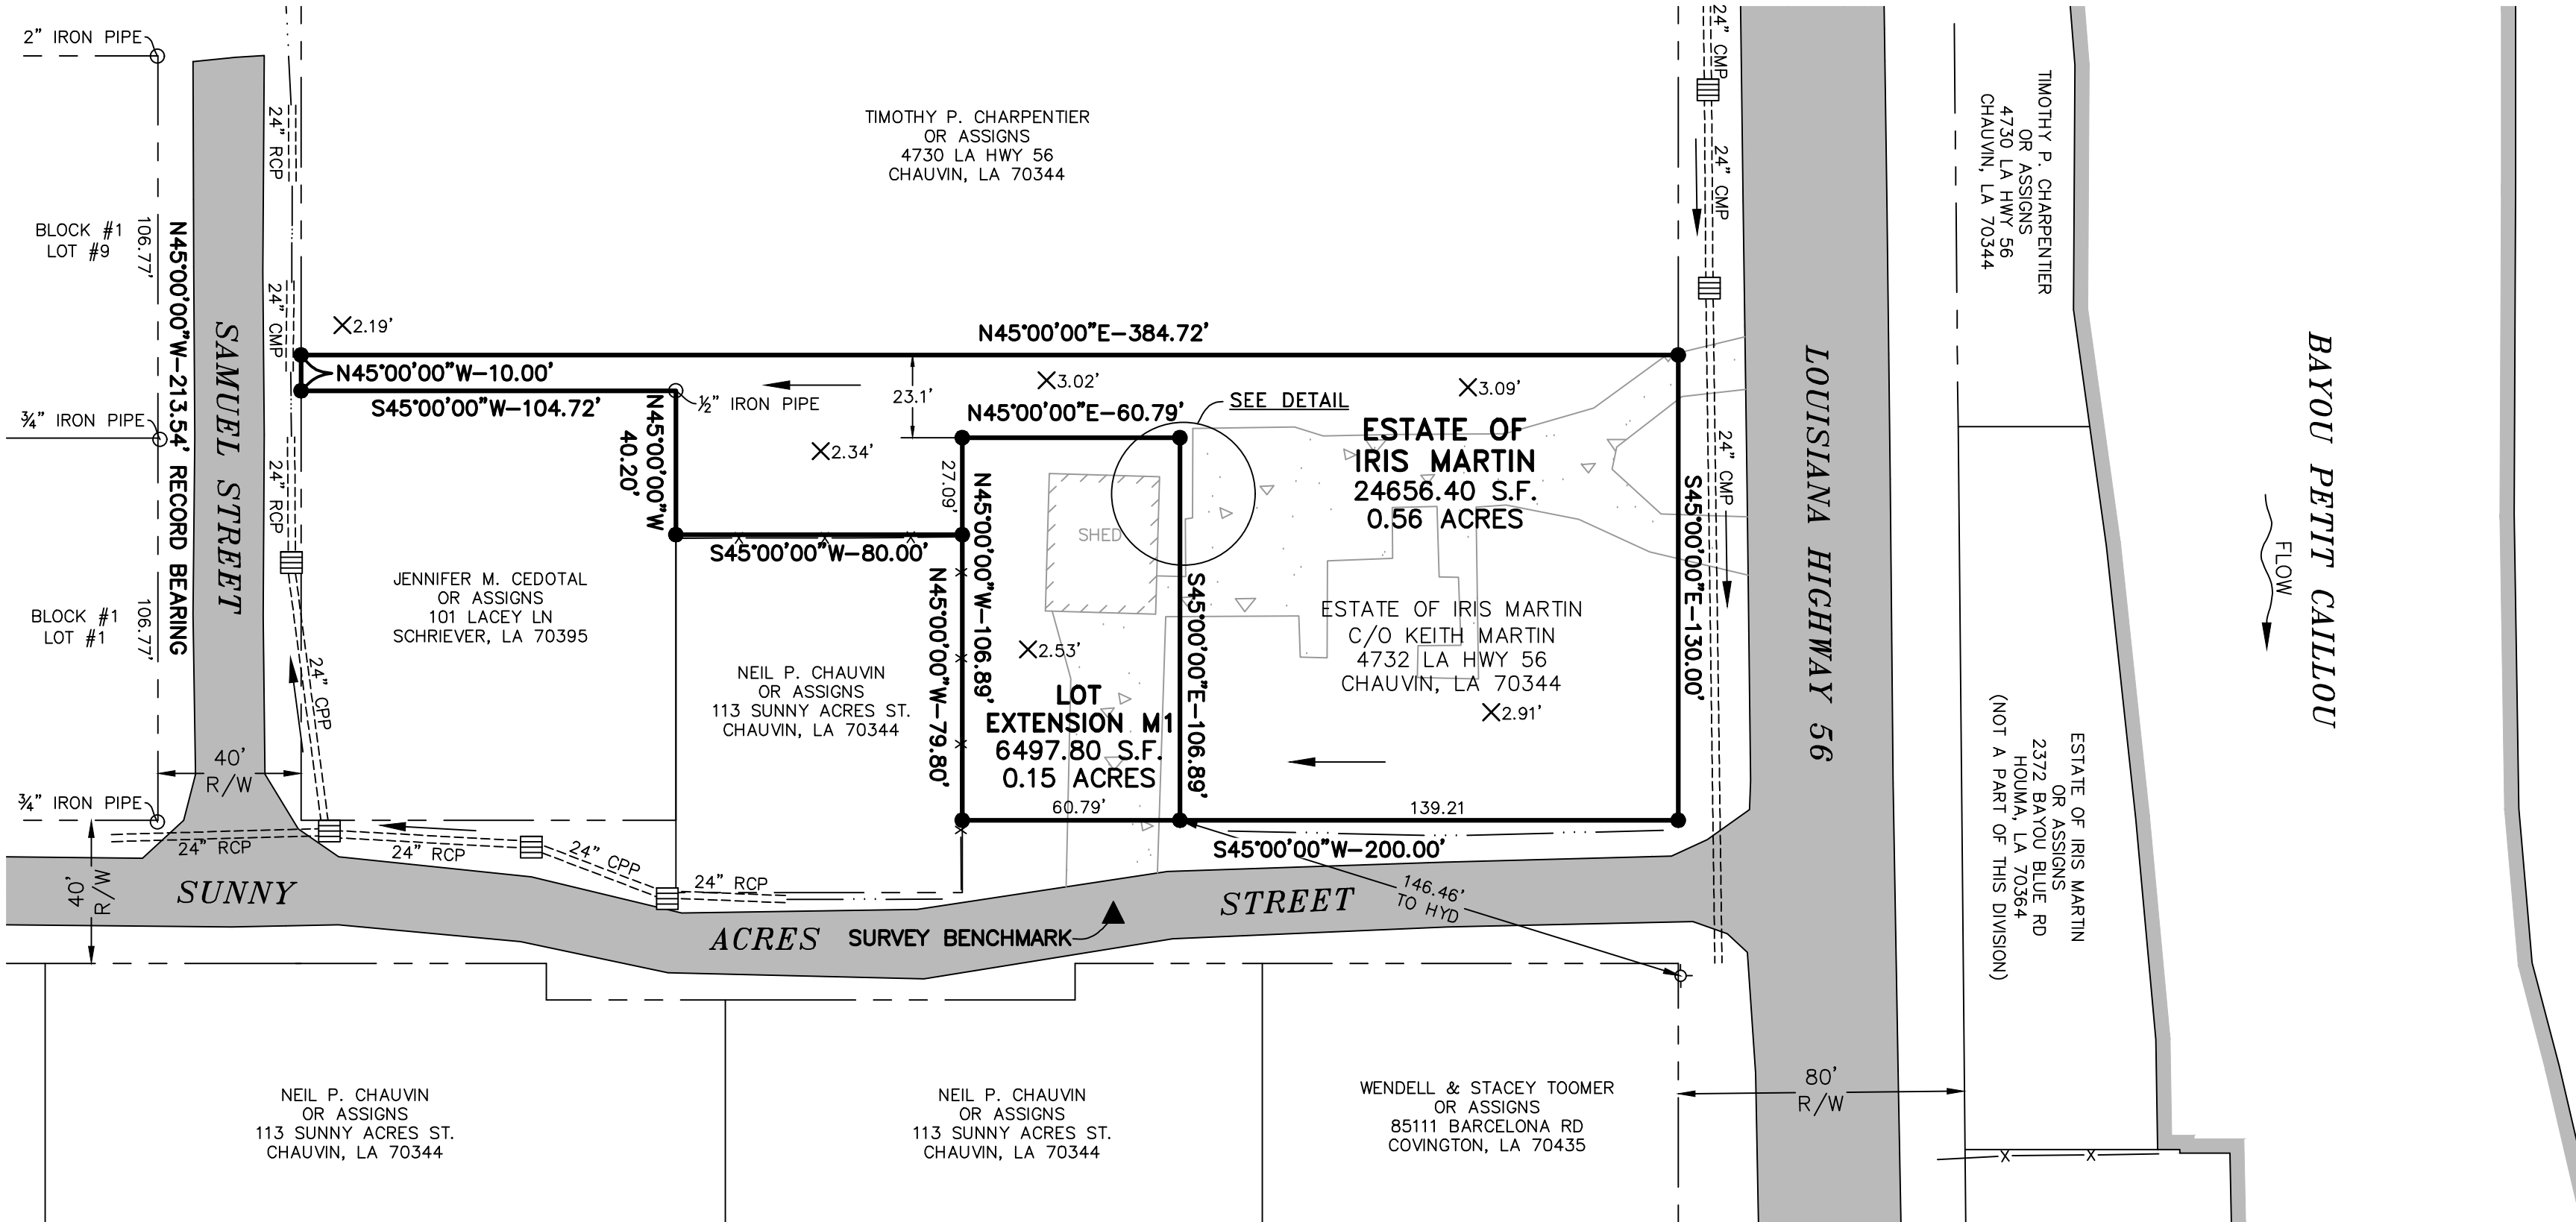 2" IRON PIPE
24" RCP
BLOCK #1
LOT #9
106.77'
N45°00'00"W-213.54' RECORD BEARING
SAMUEL STREET
24" CMP
¾" IRON PIPE
24" RCP
BLOCK #1
LOT #1
106.77'
24" CPP
40'
R/W
¾" IRON PIPE
40'
R/W
24" RCP
24" RCP
24" CPP
24" RCP
SUNNY
ACRES
STREET
SURVEY BENCHMARK
TIMOTHY P. CHARPENTIER
OR ASSIGNS
4730 LA HWY 56
CHAUVIN, LA 70344
2.19'
N45°00'00"E-384.72'
N45°00'00"W-10.00'
S45°00'00"W-104.72'
½" IRON PIPE
N45°00'00"W
40.20'
23.1'
3.02'
3.09'
N45°00'00"E-60.79'
SEE DETAIL
2.34'
27.09'
S45°00'00"W-80.00'
N45°00'00"W-106.89'
N45°00'00"W-79.80'
SHED
ESTATE OF
IRIS MARTIN
24656.40 S.F.
0.56 ACRES
S45°00'00"E-130.00'
S45°00'00"E-106.89'
ESTATE OF IRIS MARTIN
C/O KEITH MARTIN
4732 LA HWY 56
CHAUVIN, LA 70344
2.91'
JENNIFER M. CEDOTAL
OR ASSIGNS
101 LACEY LN
SCHRIEVER, LA 70395
NEIL P. CHAUVIN
OR ASSIGNS
113 SUNNY ACRES ST.
CHAUVIN, LA 70344
2.53'
LOT
EXTENSION M1
6497.80 S.F.
0.15 ACRES
60.79'
139.21
S45°00'00"W-200.00'
146.46'
TO HYD
24" CMP
24" CMP
24" CMP
LOUISIANA HIGHWAY 56
TIMOTHY P. CHARPENTIER
OR ASSIGNS
4730 LA HWY 56
CHAUVIN, LA 70344
BAYOU PETIT CAILLOU
FLOW
ESTATE OF IRIS MARTIN
OR ASSIGNS
2372 BAYOU BLUE RD
HOUMA, LA 70364
(NOT A PART OF THIS DIVISION)
80'
R/W
NEIL P. CHAUVIN
OR ASSIGNS
113 SUNNY ACRES ST.
CHAUVIN, LA 70344
NEIL P. CHAUVIN
OR ASSIGNS
113 SUNNY ACRES ST.
CHAUVIN, LA 70344
WENDELL & STACEY TOOMER
OR ASSIGNS
85111 BARCELONA RD
COVINGTON, LA 70435